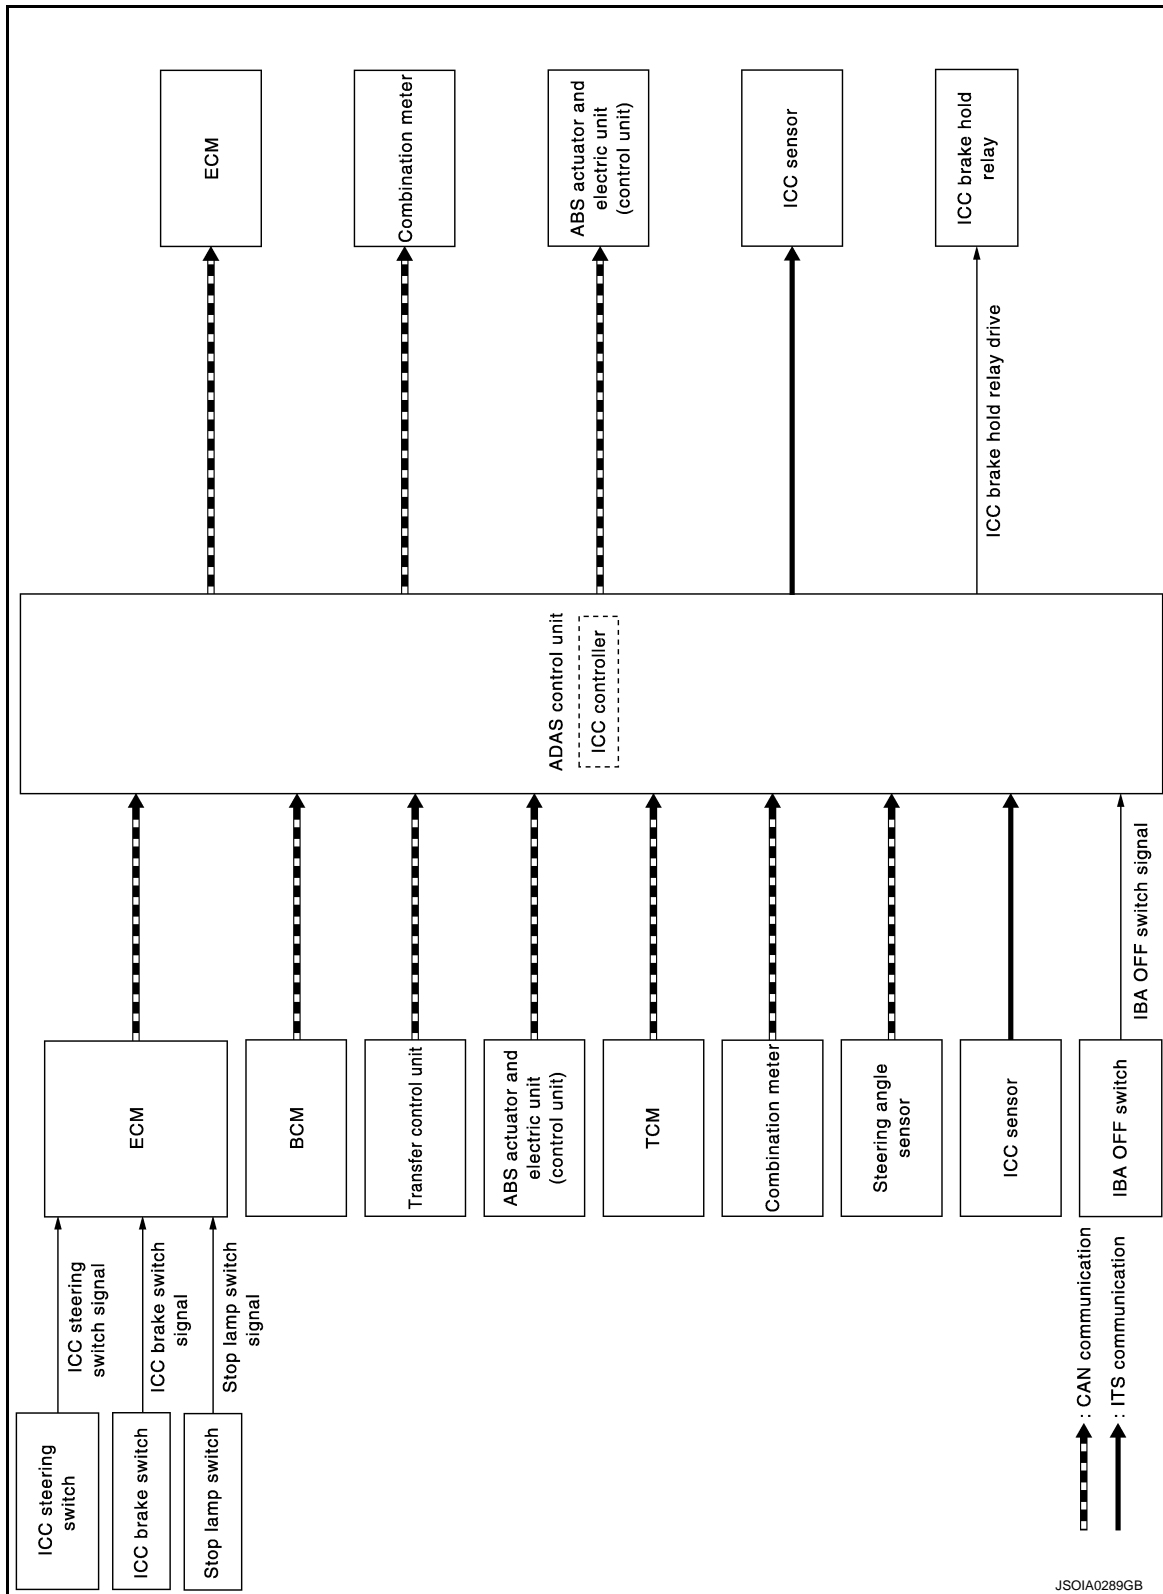 ICC steering
switch
ICC brake switch
Stop lamp switch
ICC steering
switch signal
ICC brake switch
signal
Stop lamp switch
signal
ECM
BCM
Transfer control unit
ABS actuator and
electric unit
(control unit)
TCM
Combination meter
Steering angle
sensor
ICC sensor
IBA OFF switch
IBA OFF switch signal
ADAS control unit
ICC controller
ICC brake hold relay drive
ECM
Combination meter
ABS actuator and
electric unit
(control unit)
ICC sensor
ICC brake hold
relay
: CAN communication
: ITS communication
JSOIA0289GB